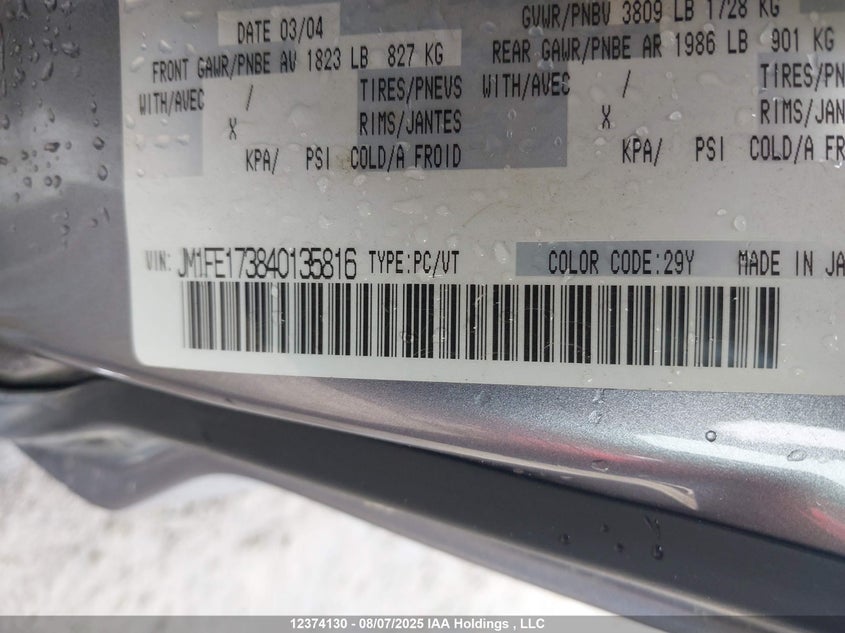 DATE 03/04 GVWR/PNBV 3809 LB 1728 KG
FRONT GAWR/PNBE AV 1823 LB 827 KG REAR GAWR/PNBE AR 1986 LB 901 KG
WITH/AVEC / TIRES/PNEVS WITH/AVEC / TIRES/PN
X RIMS/JANTES X RIMS/JAN
KPA/ PSI COLD/A FROID KPA/ PSI COLD/A FR
VIN: JM1FE173840135816 TYPE:PC/VT COLOR CODE:29Y MADE IN JA
12374130 - 08/07/2025 IAA Holdings , LLC